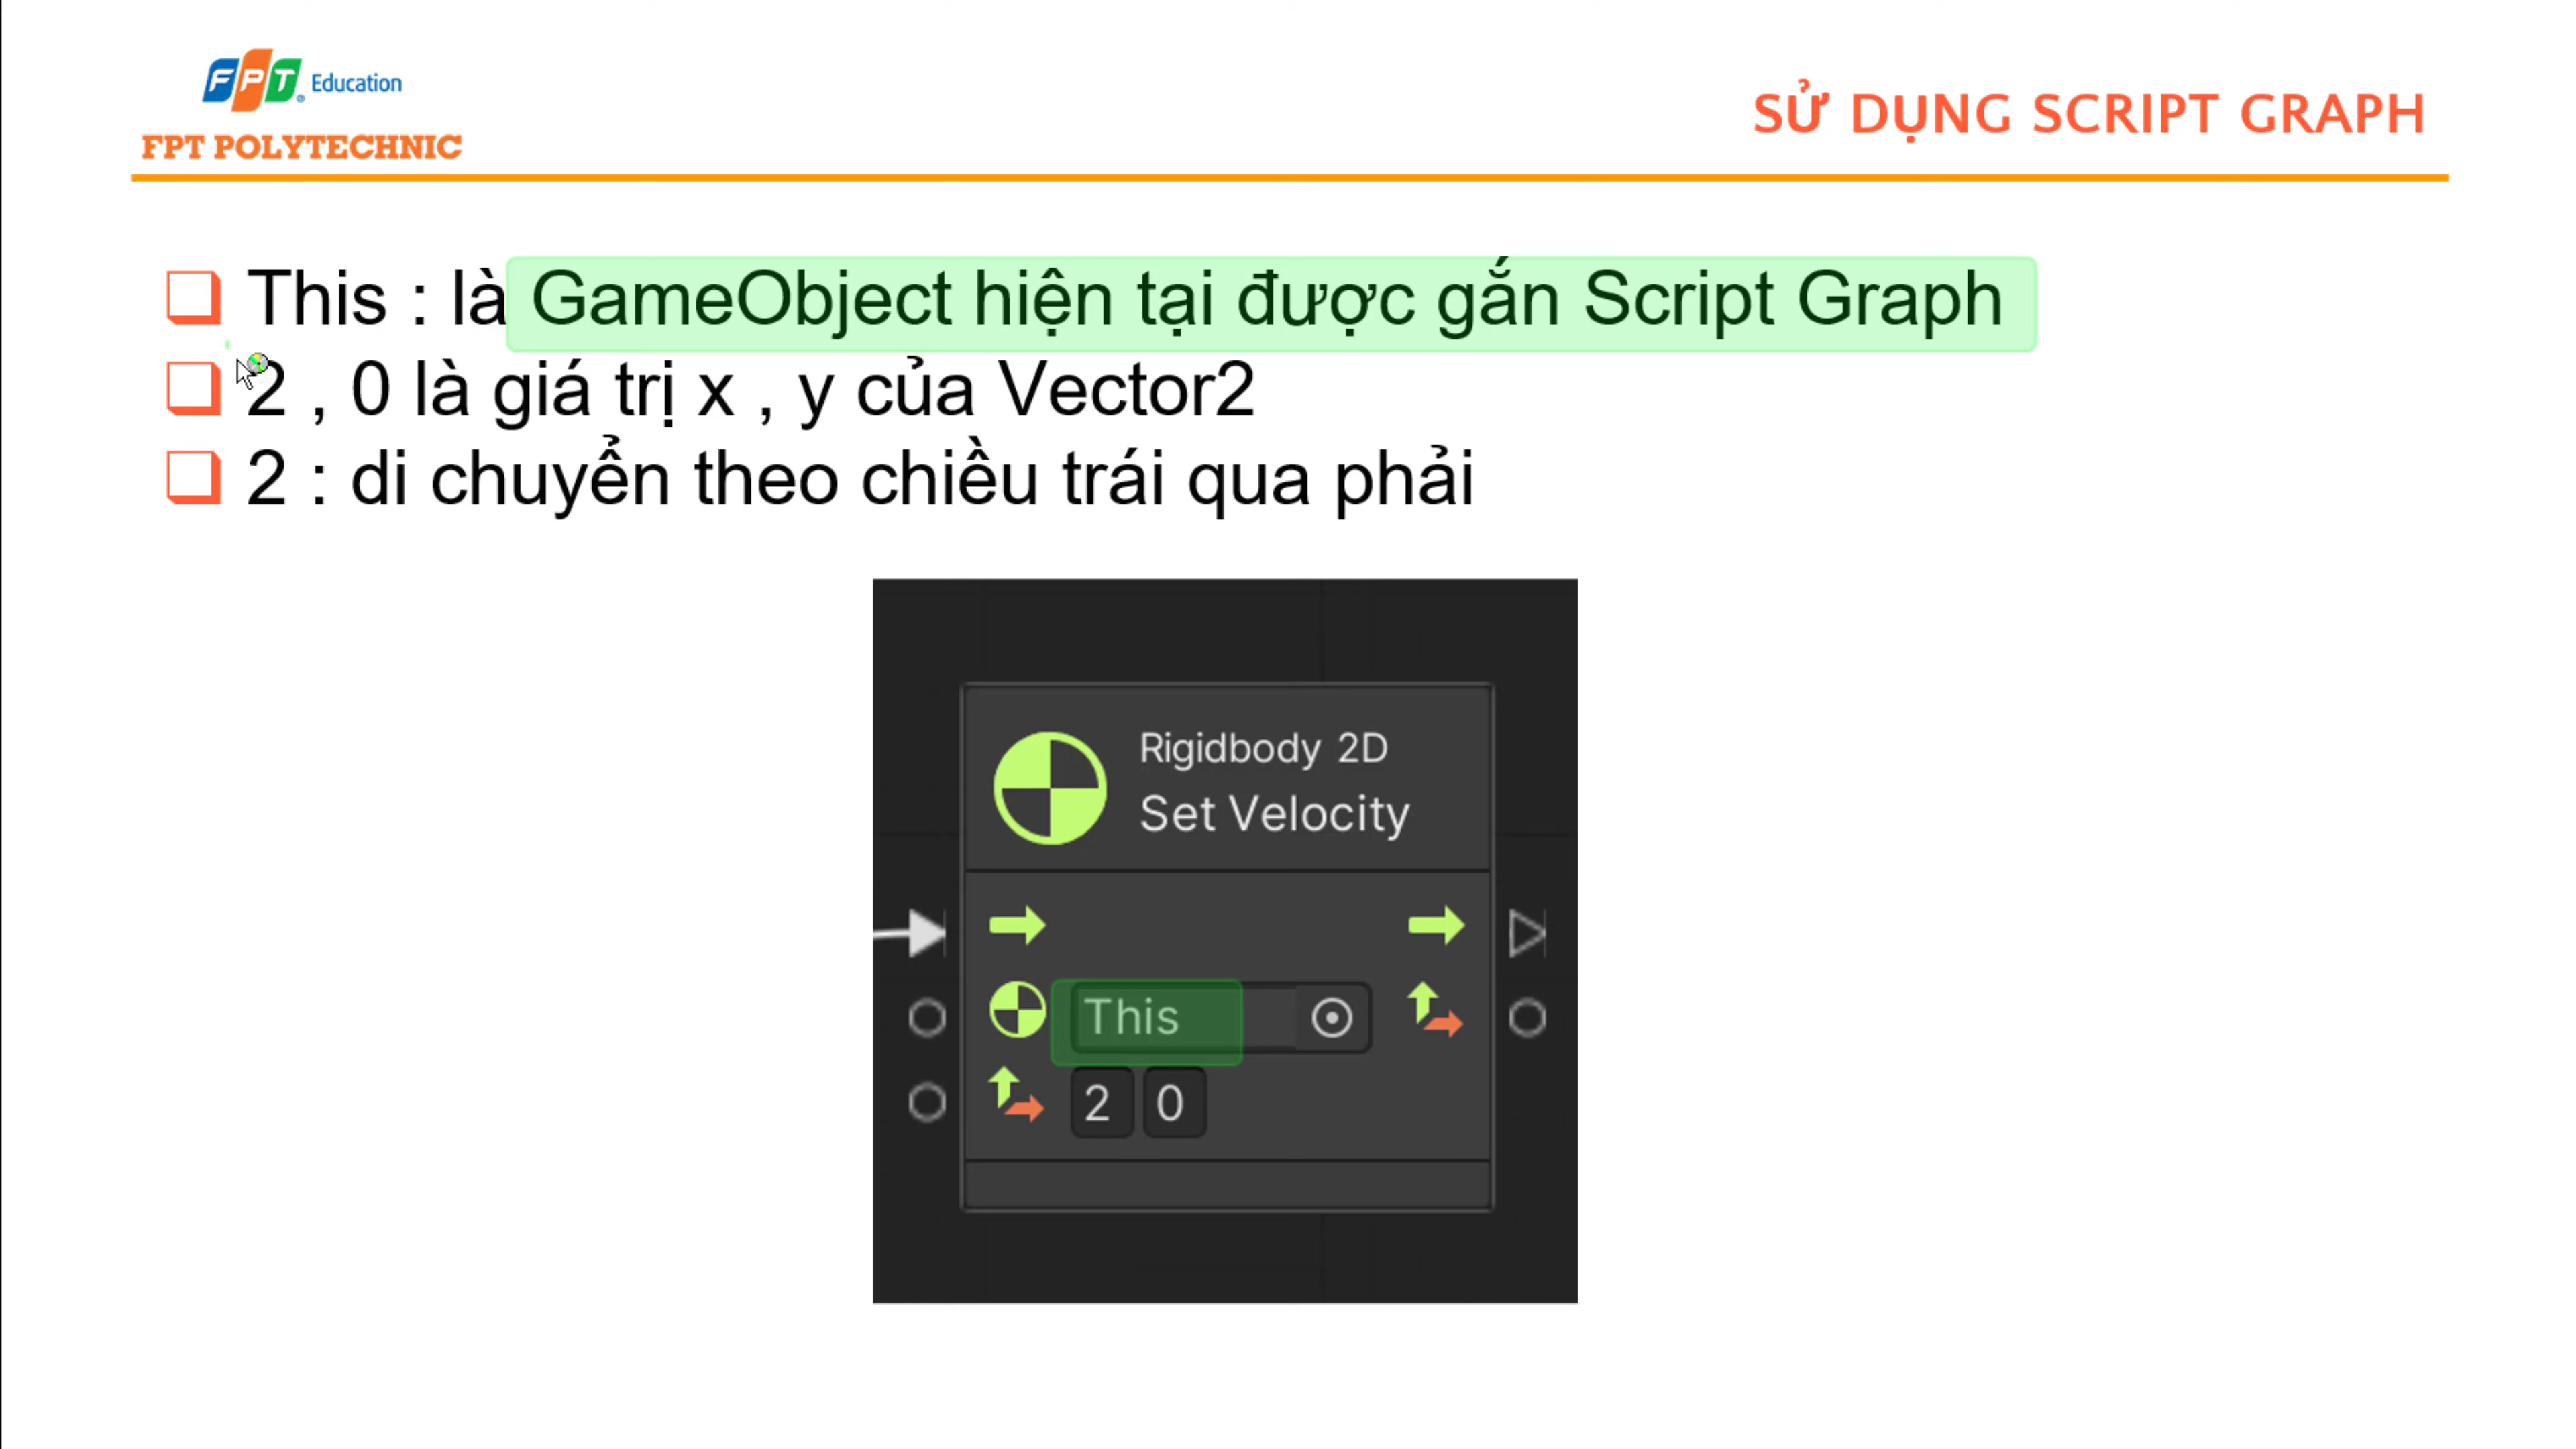 FPT Education
FPT POLYTECHNIC
SỬ DỤNG SCRIPT GRAPH
This : là GameObject hiện tại được gắn Script Graph
2 , 0 là giá trị x , y của Vector2
2 : di chuyển theo chiều trái qua phải
Rigidbody 2D
Set Velocity
This
2 0